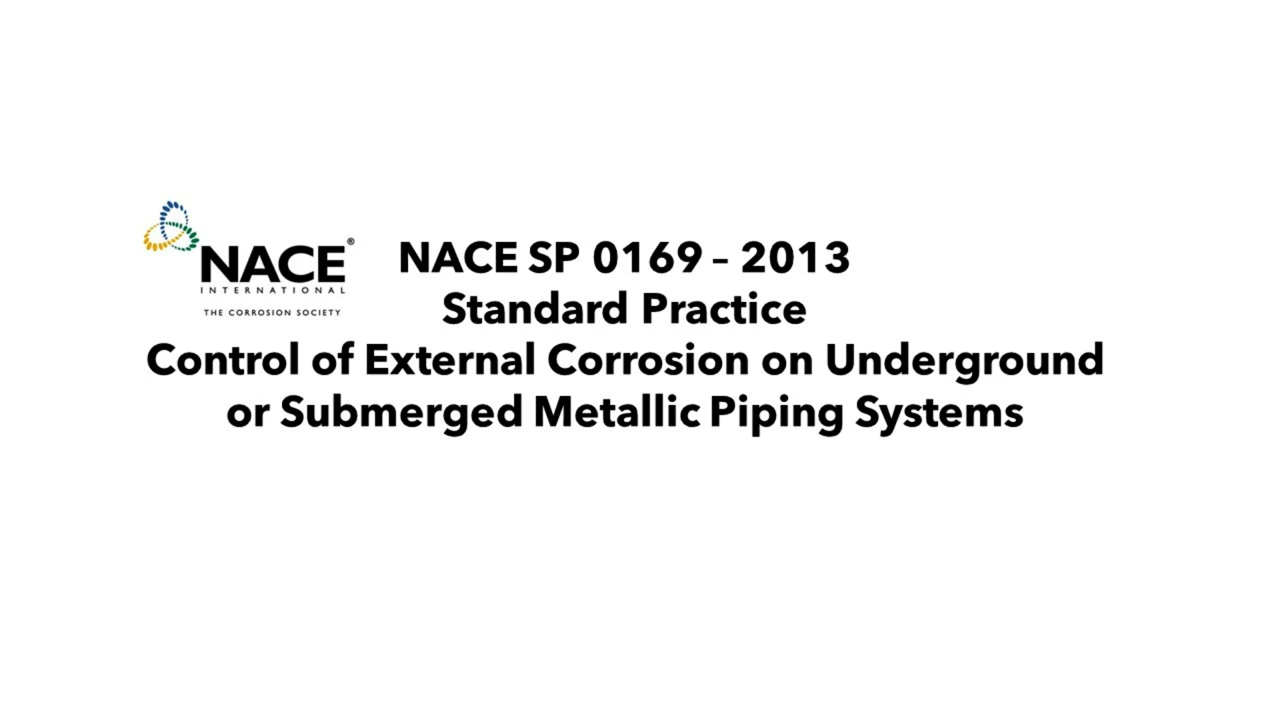 NACE®
INTERNATIONAL
THE CORROSION SOCIETY
NACE SP 0169 – 2013
Standard Practice
Control of External Corrosion on Underground
or Submerged Metallic Piping Systems